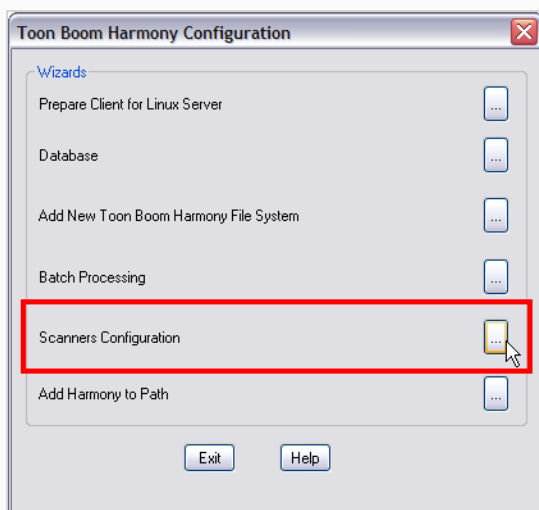 Toon Boom Harmony Configuration
Wizards
Prepare Client for Linux Server ...
Database ...
Add New Toon Boom Harmony File System ...
Batch Processing ...
Scanners Configuration ...
Add Harmony to Path ...
Exit Help